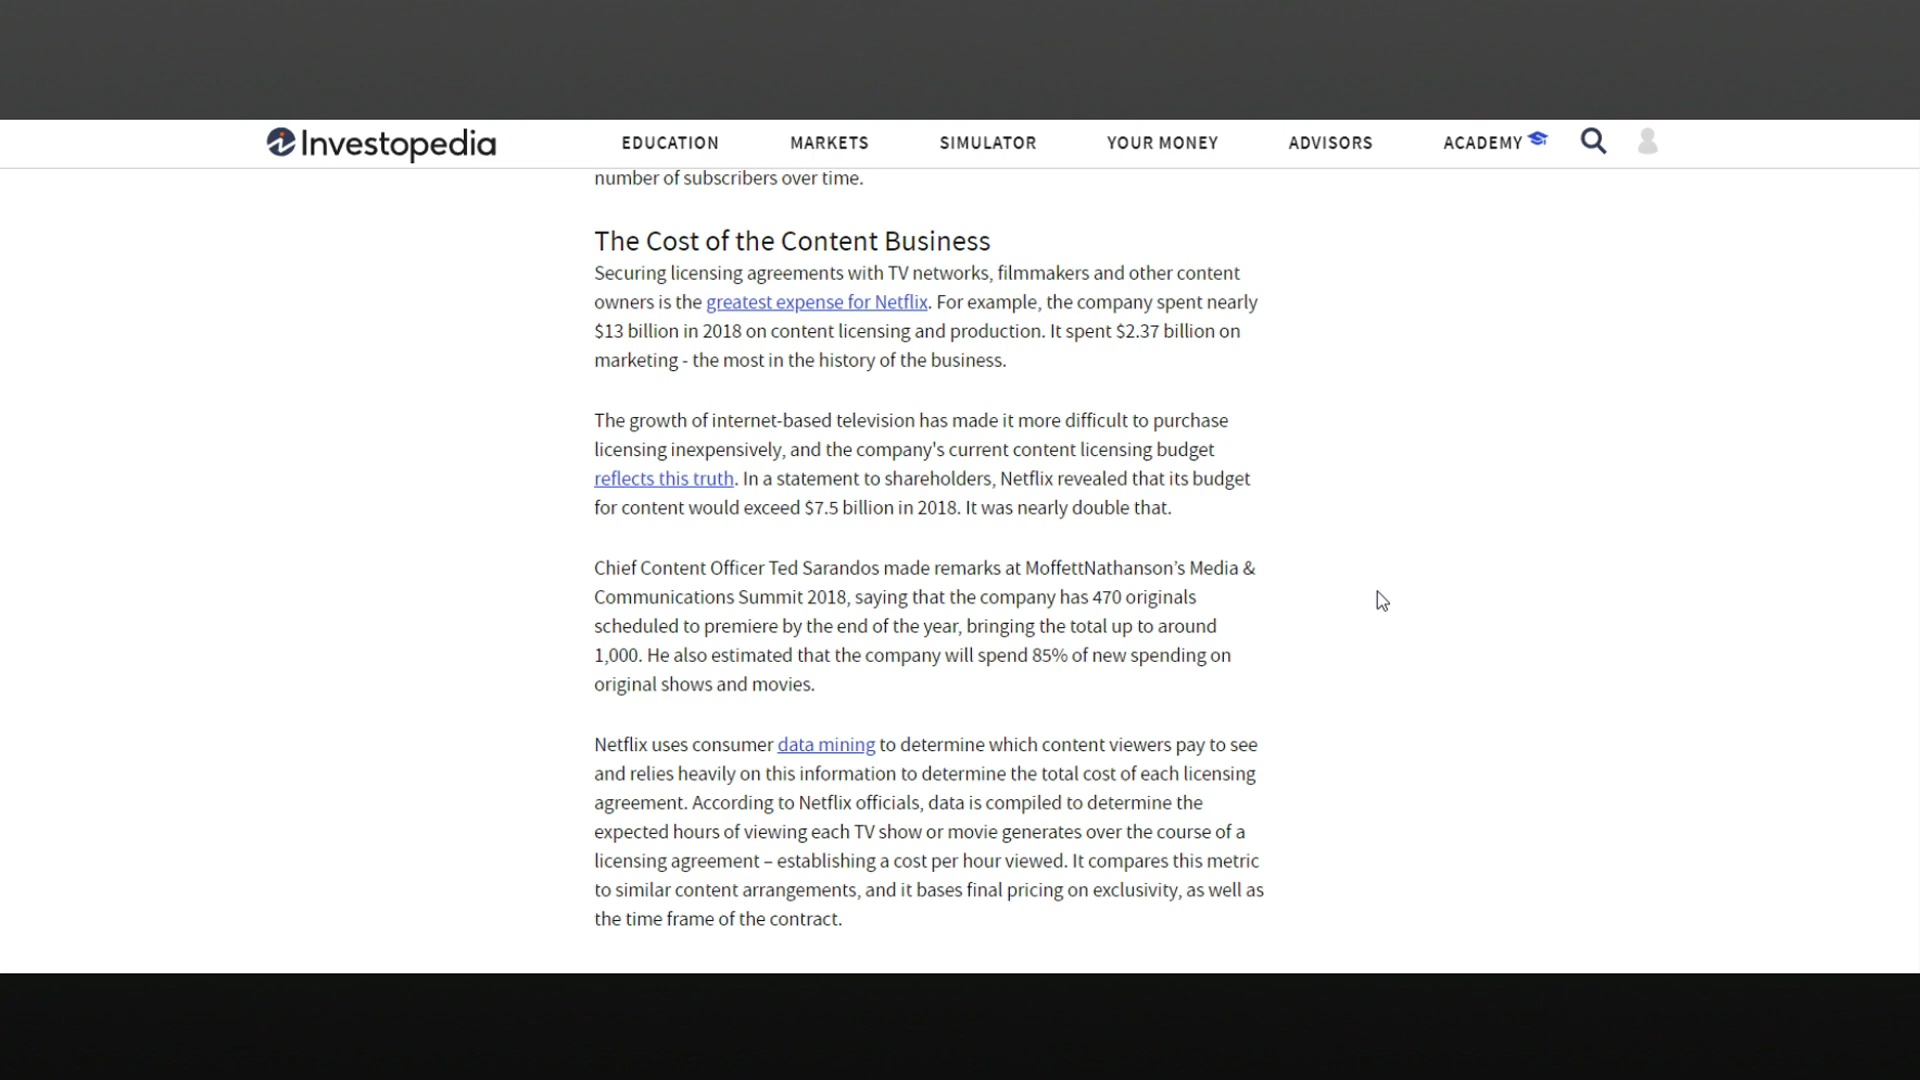 Investopedia EDUCATION MARKETS SIMULATOR YOUR MONEY ADVISORS ACADEMY
number of subscribers over time.
The Cost of the Content Business
Securing licensing agreements with TV networks, filmmakers and other content
owners is the greatest expense for Netflix. For example, the company spent nearly
$13 billion in 2018 on content licensing and production. It spent $2.37 billion on
marketing - the most in the history of the business.
The growth of internet-based television has made it more difficult to purchase
licensing inexpensively, and the company's current content licensing budget
reflects this truth. In a statement to shareholders, Netflix revealed that its budget
for content would exceed $7.5 billion in 2018. It was nearly double that.
Chief Content Officer Ted Sarandos made remarks at MoffettNathanson’s Media &
Communications Summit 2018, saying that the company has 470 originals
scheduled to premiere by the end of the year, bringing the total up to around
1,000. He also estimated that the company will spend 85% of new spending on
original shows and movies.
Netflix uses consumer data mining to determine which content viewers pay to see
and relies heavily on this information to determine the total cost of each licensing
agreement. According to Netflix officials, data is compiled to determine the
expected hours of viewing each TV show or movie generates over the course of a
licensing agreement – establishing a cost per hour viewed. It compares this metric
to similar content arrangements, and it bases final pricing on exclusivity, as well as
the time frame of the contract.